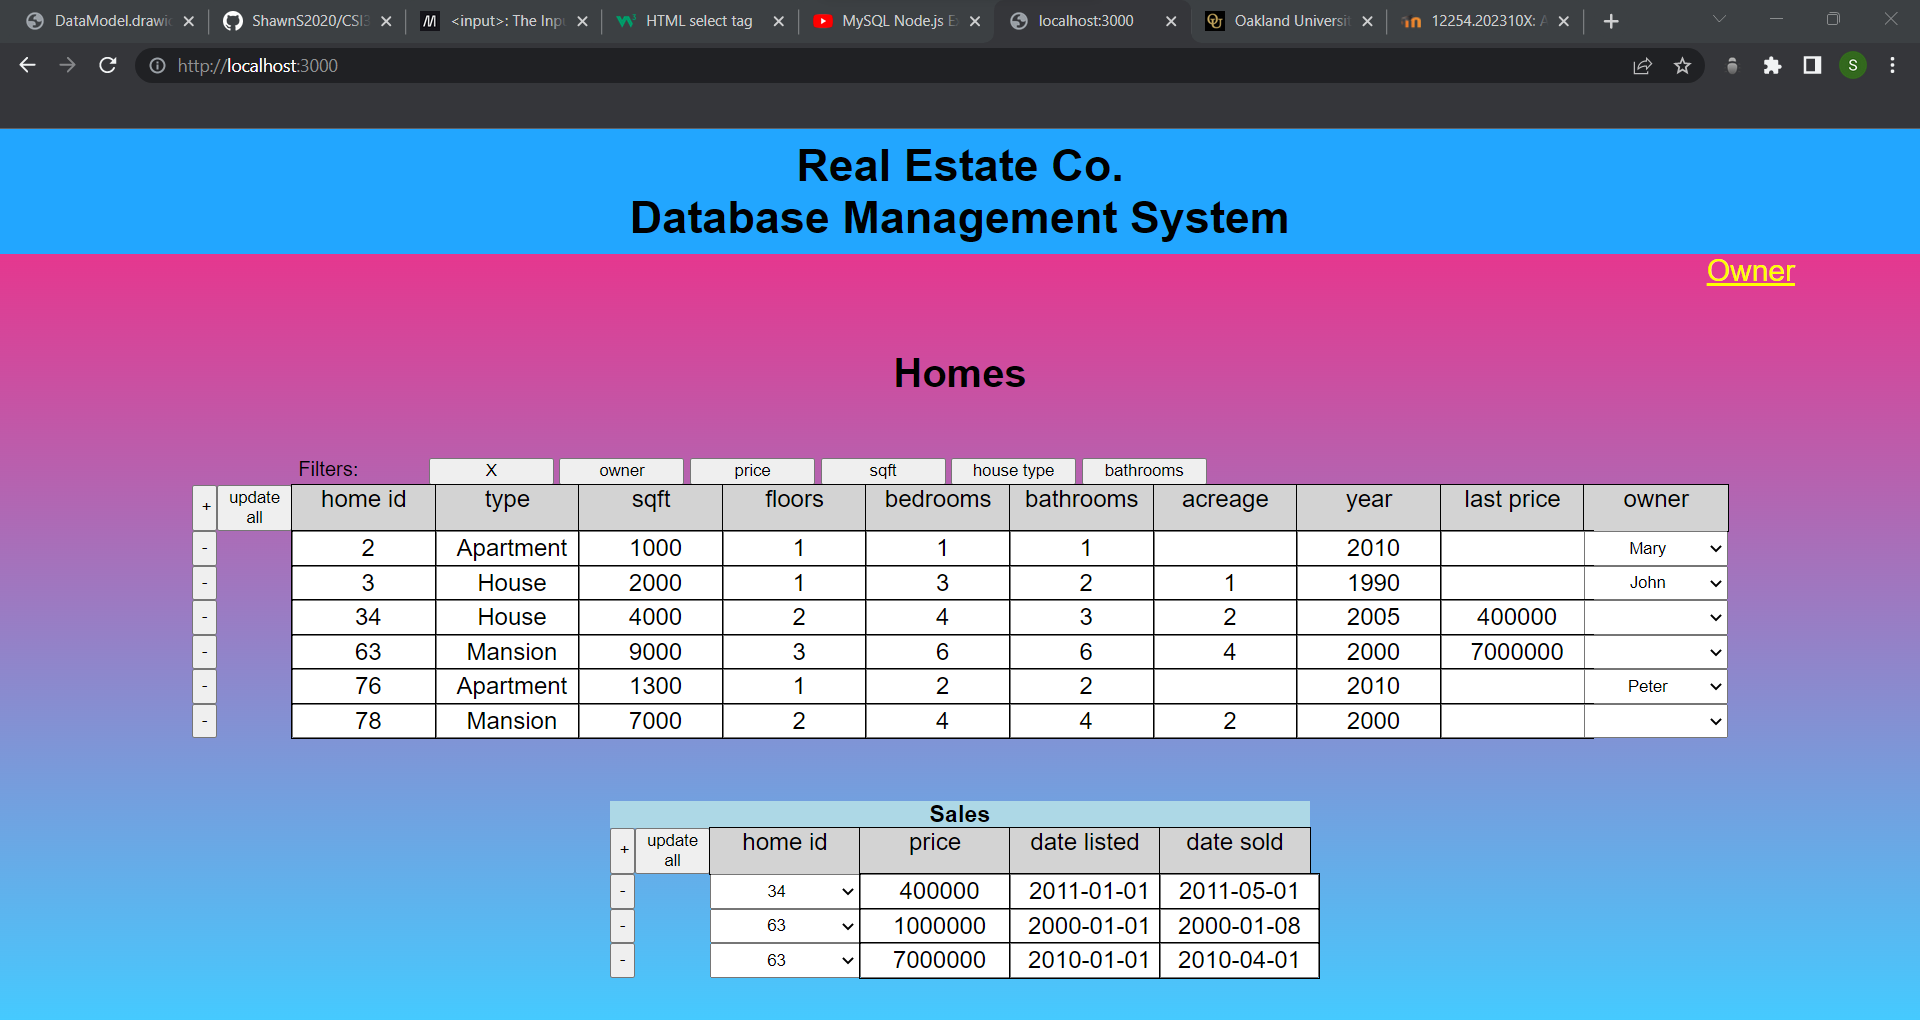 DataModel.drawi ShawnS2020/CSI3 <input>: The Inpu HTML select tag MySQL Node.js E localhost:3000 Oakland Universit 12254.202310X: A
http://localhost:3000 S
Real Estate Co.
Database Management System
Owner
Homes
Filters: X owner price sqft house type bathrooms
+ update all home id type sqft floors bedrooms bathrooms acreage year last price owner
- 2 Apartment 1000 1 1 1 2010 Mary
- 3 House 2000 1 3 2 1 1990 John
- 34 House 4000 2 4 3 2 2005 400000
- 63 Mansion 9000 3 6 6 4 2000 7000000
- 76 Apartment 1300 1 2 2 2010 Peter
- 78 Mansion 7000 2 4 4 2 2000
Sales
+ update all home id price date listed date sold
- 34 400000 2011-01-01 2011-05-01
- 63 1000000 2000-01-01 2000-01-08
- 63 7000000 2010-01-01 2010-04-01